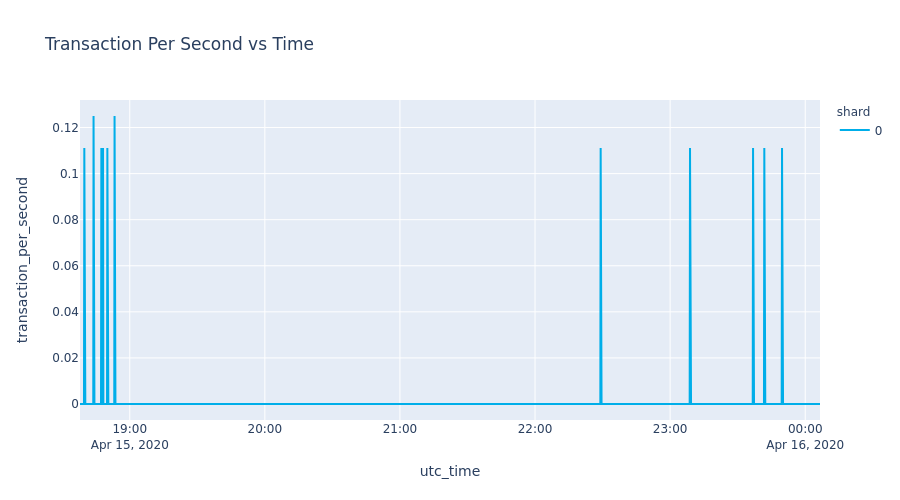 Transaction Per Second vs Time
shard
0
0.12
0.1
0.08
0.06
0.04
0.02
0
transaction_per_second
19:00 20:00 21:00 22:00 23:00 00:00
Apr 15, 2020 Apr 16, 2020
utc_time